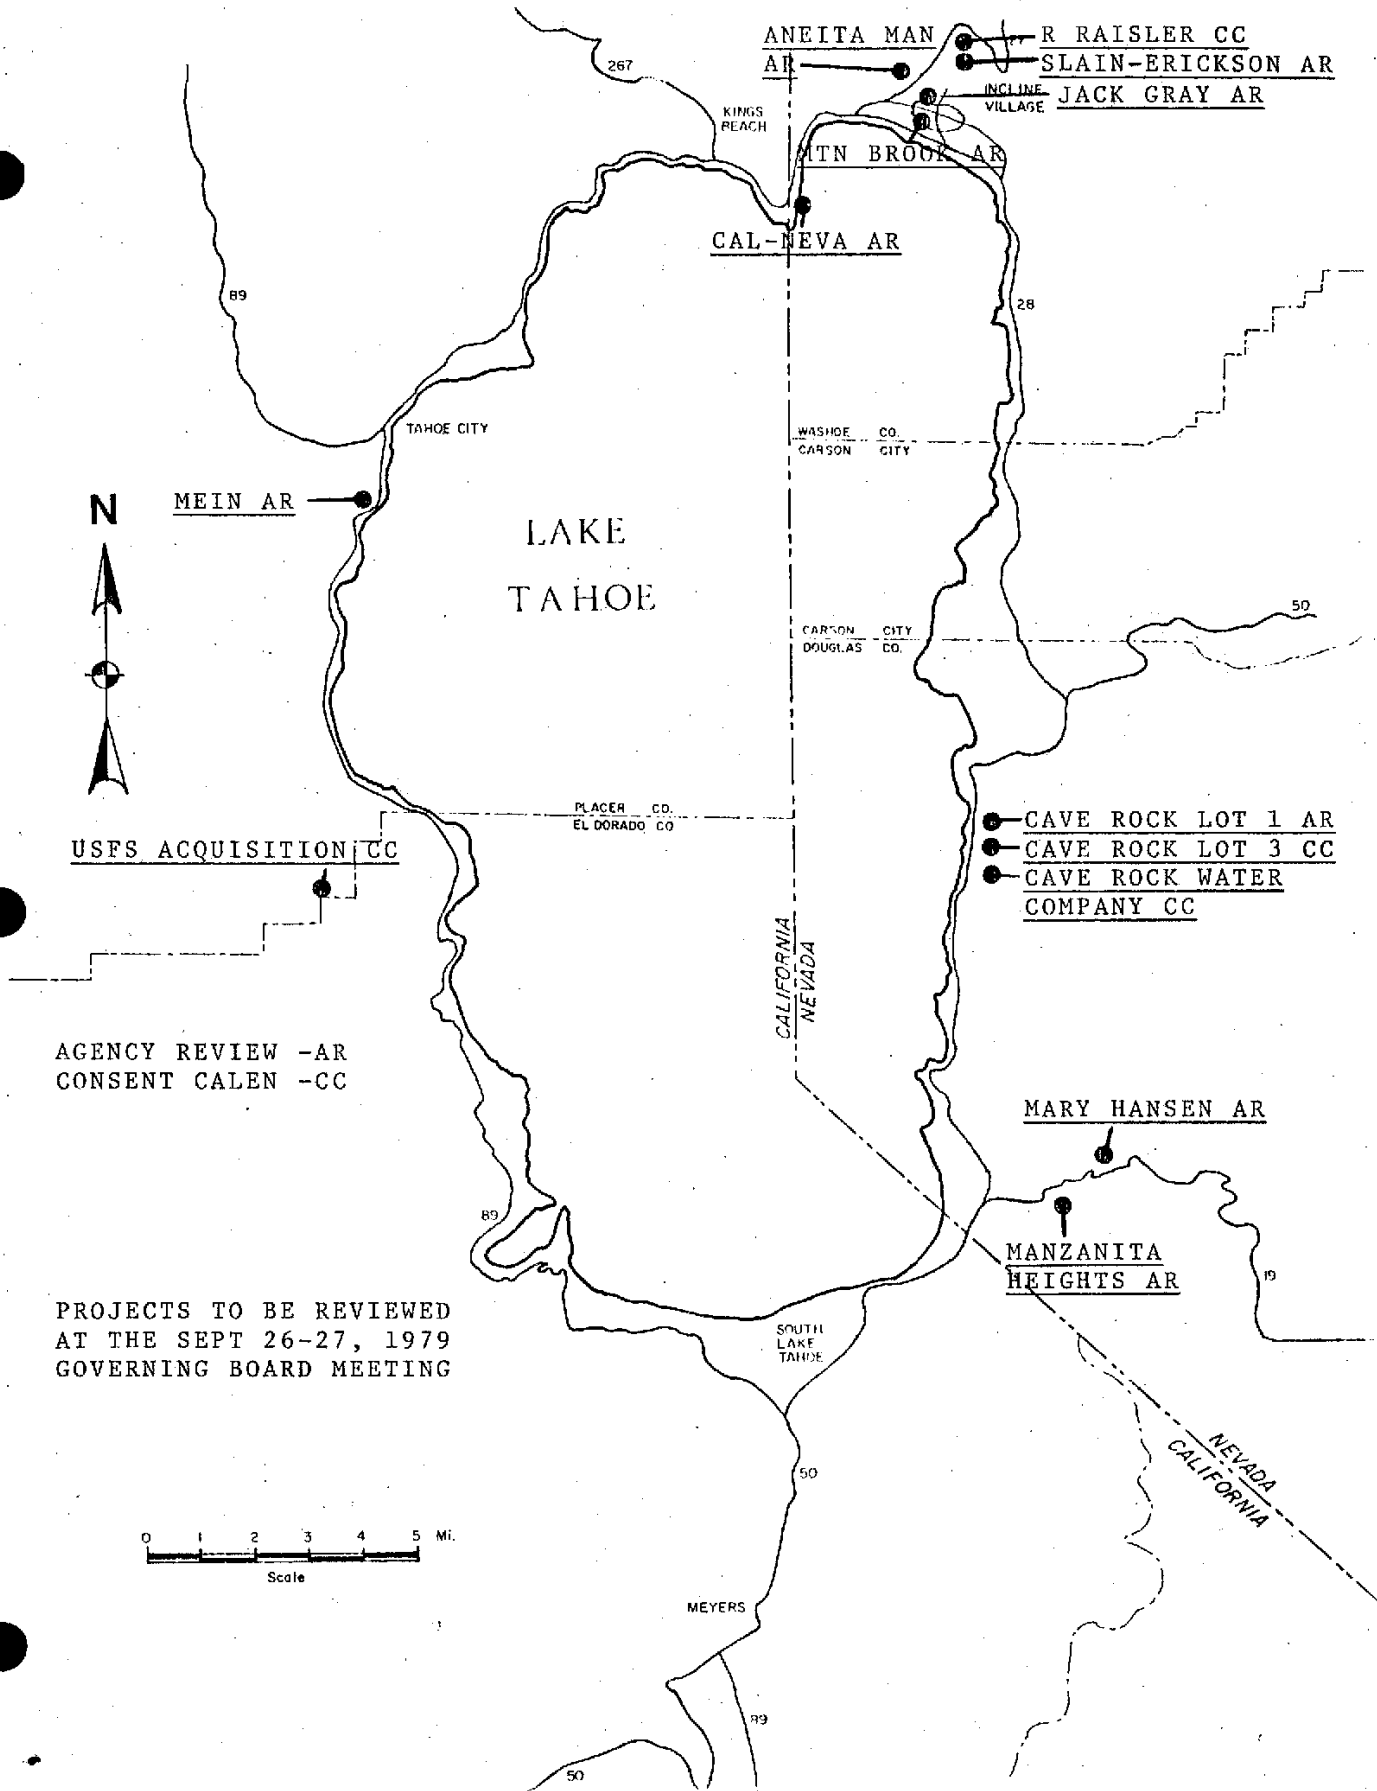 ANEITA MAN
AR
R RAISLER CC
SLAIN-ERICKSON AR
INCLINE
VILLAGE
JACK GRAY AR
267
KINGS
BEACH
MTN BROOK AR
CAL-NEVA AR
89
28
TAHOE CITY
WASHOE CO.
CARSON CITY
N
MEIN AR
LAKE
TAHOE
50
CARSON CITY
DOUGLAS CO.
PLACER CO.
EL DORADO CO
USFS ACQUISITION CC
CAVE ROCK LOT 1 AR
CAVE ROCK LOT 3 CC
CAVE ROCK WATER
COMPANY CC
CALIFORNIA
NEVADA
AGENCY REVIEW -AR
CONSENT CALEN -CC
MARY HANSEN AR
89
MANZANITA
HEIGHTS AR
19
PROJECTS TO BE REVIEWED
AT THE SEPT 26-27, 1979
GOVERNING BOARD MEETING
SOUTH
LAKE
TAHOE
NEVADA
CALIFORNIA
50
0 1 2 3 4 5 Mi.
Scale
MEYERS
89
50